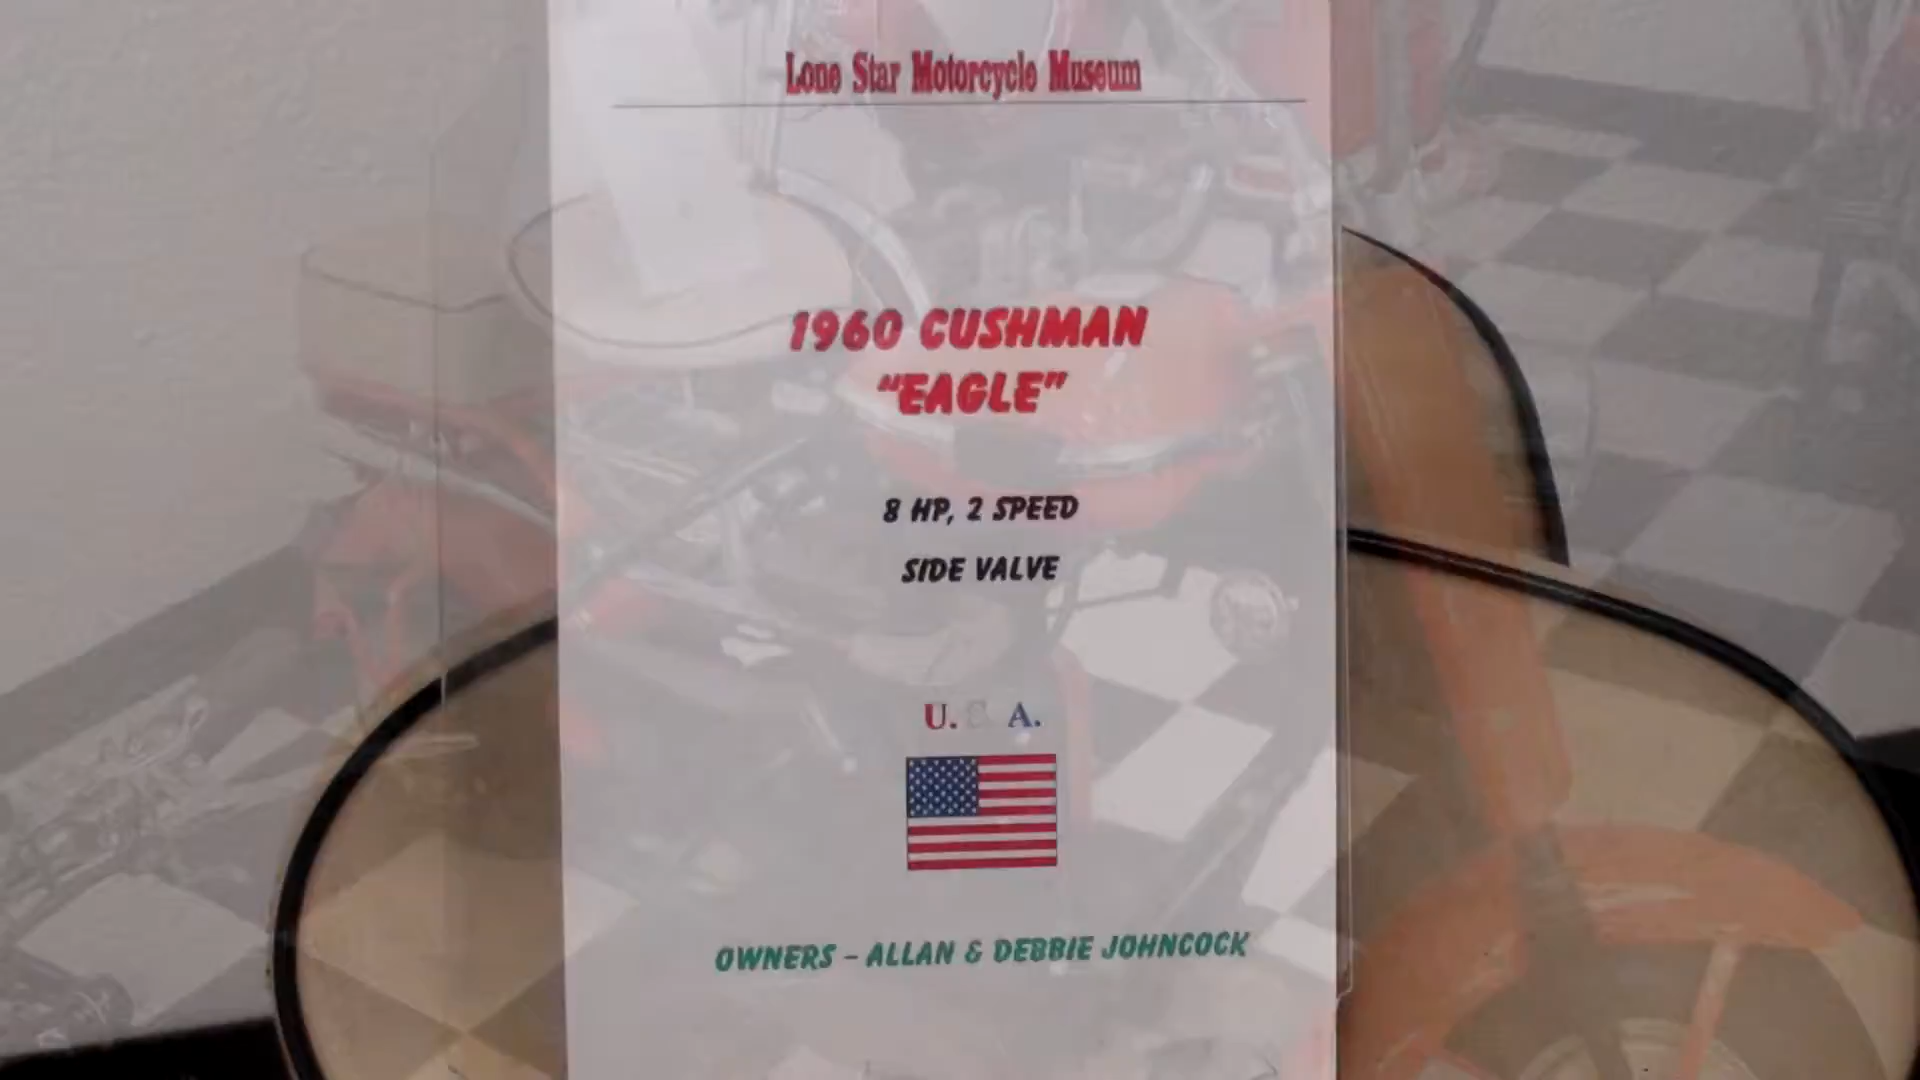 Lone Star Motorcycle Museum
1960 CUSHMAN
"EAGLE"
8 HP, 2 SPEED
SIDE VALVE
U. S. A.
OWNERS - ALLAN & DEBBIE JOHNCOCK